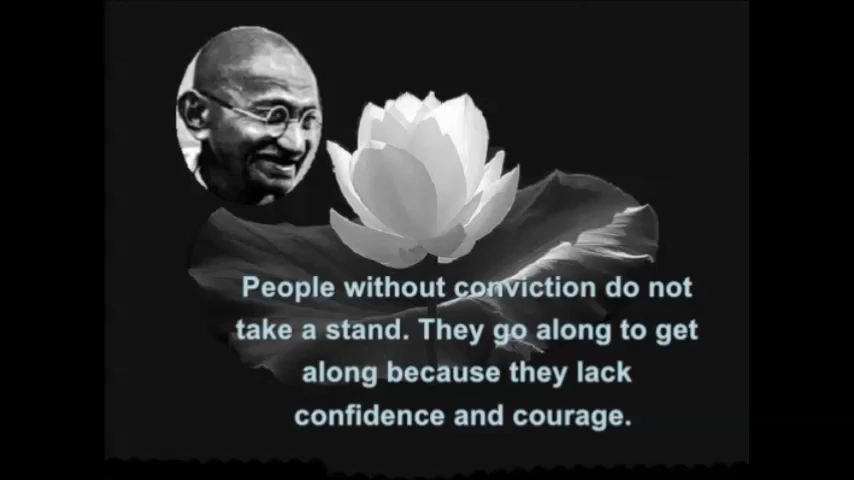 People without conviction do not
take a stand. They go along to get
along because they lack
confidence and courage.